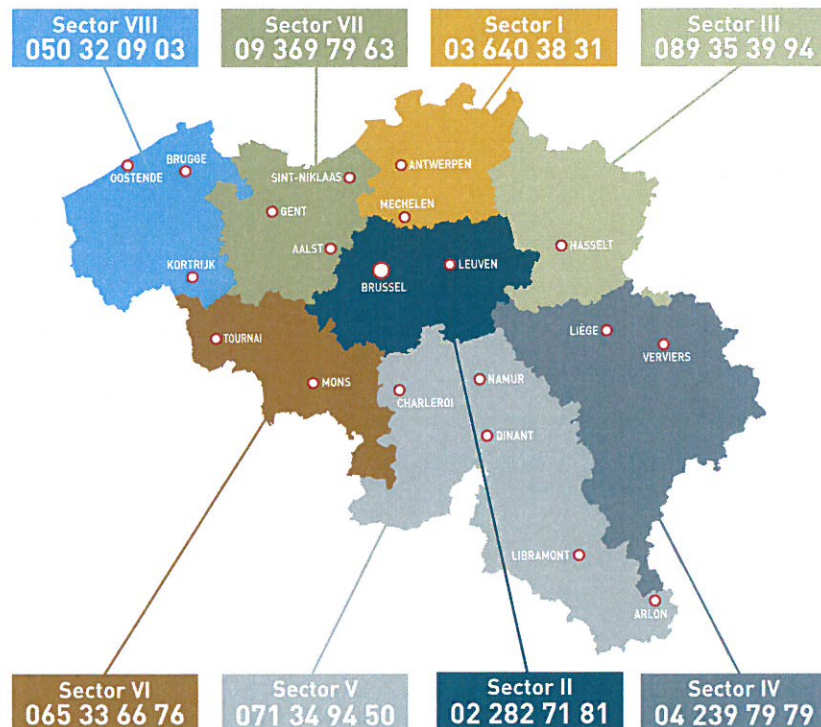 Sector VIII
050 32 09 03
Sector VII
09 369 79 63
Sector I
03 640 38 31
Sector III
089 35 39 94
BRUGGE
OOSTENDE
SINT-NIKLAAS
ANTWERPEN
GENT
MECHELEN
AALST
HASSELT
KORTRIJK
BRUSSEL
LEUVEN
TOURNAI
LIÈGE
VERVIERS
MONS
CHARLEROI
NAMUR
DINANT
LIBRAMONT
ARLON
Sector VI
065 33 66 76
Sector V
071 34 94 50
Sector II
02 282 71 81
Sector IV
04 239 79 79